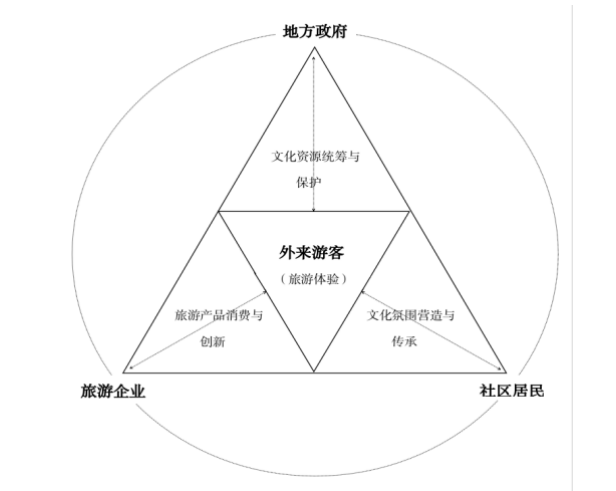 地方政府
文化资源统筹与
保护
外来游客
（旅游体验）
旅游产品消费与
创新
文化氛围营造与
传承
旅游企业
社区居民